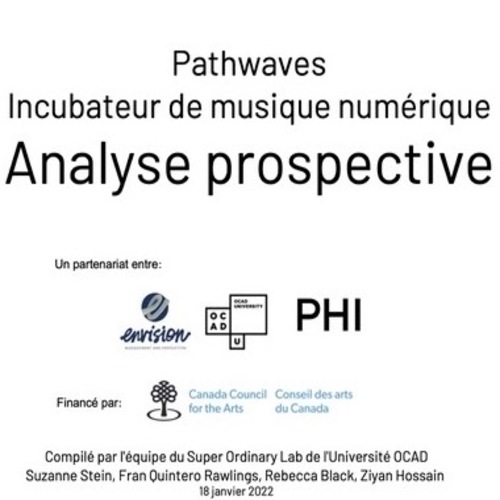 Pathwaves
Incubateur de musique numérique
Analyse prospective
Un partenariat entre:
envision
MANAGEMENT AND PRODUCTION
OCAD
UNIVERSITY
O C
A D
U
PHI
Financé par:
Canada Council
for the Arts
Conseil des arts
du Canada
Compilé par l'équipe du Super Ordinary Lab de l'Université OCAD
Suzanne Stein, Fran Quintero Rawlings, Rebecca Black, Ziyan Hossain
18 janvier 2022